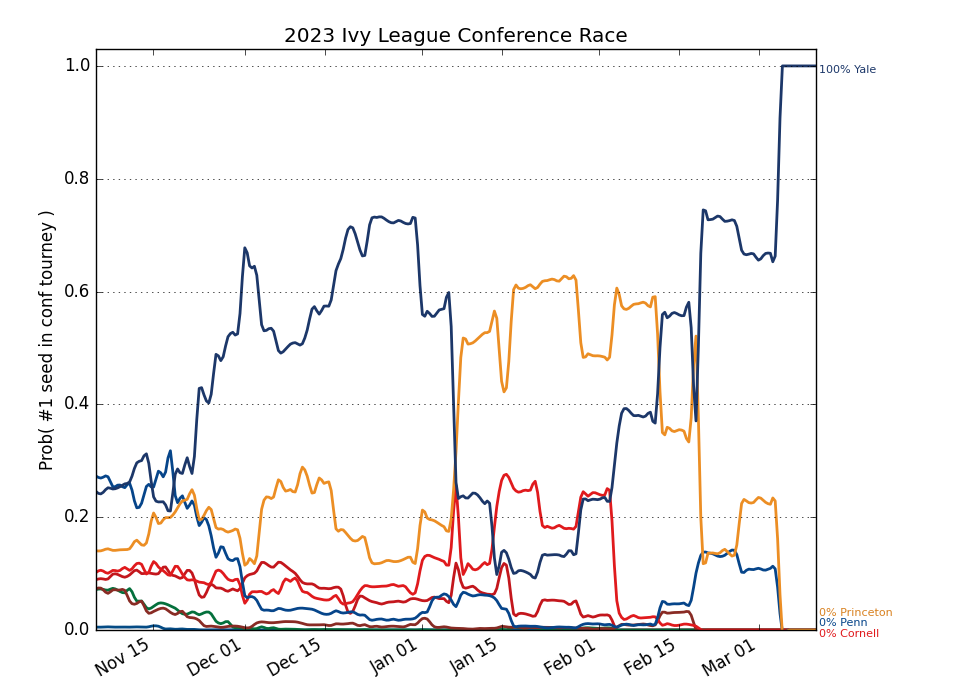 2023 Ivy League Conference Race
Prob( #1 seed in conf tourney )
1.0
0.8
0.6
0.4
0.2
0.0
100% Yale
0% Princeton
0% Penn
0% Cornell
Nov 15
Dec 01
Dec 15
Jan 01
Jan 15
Feb 01
Feb 15
Mar 01